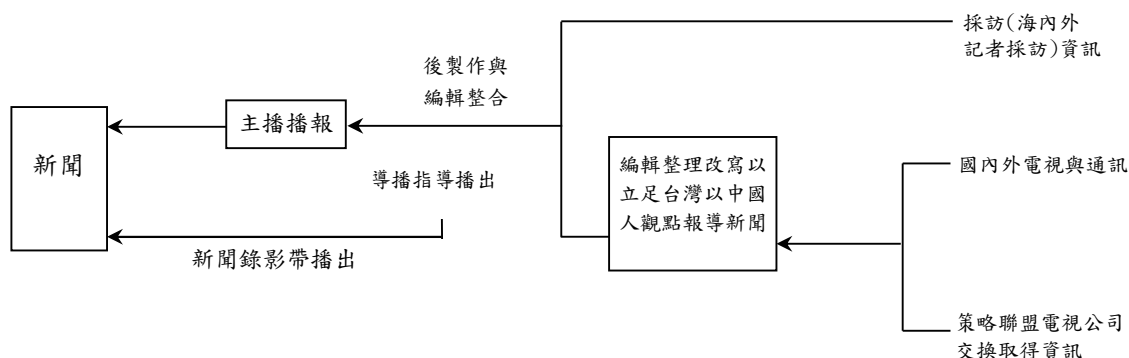 採訪(海內外
記者採訪)資訊
後製作與
編輯整合
主播播報
新聞
導播指導播出
編輯整理改寫以
立足台灣以中國
人觀點報導新聞
國內外電視與通訊
新聞錄影帶播出
策略聯盟電視公司
交換取得資訊